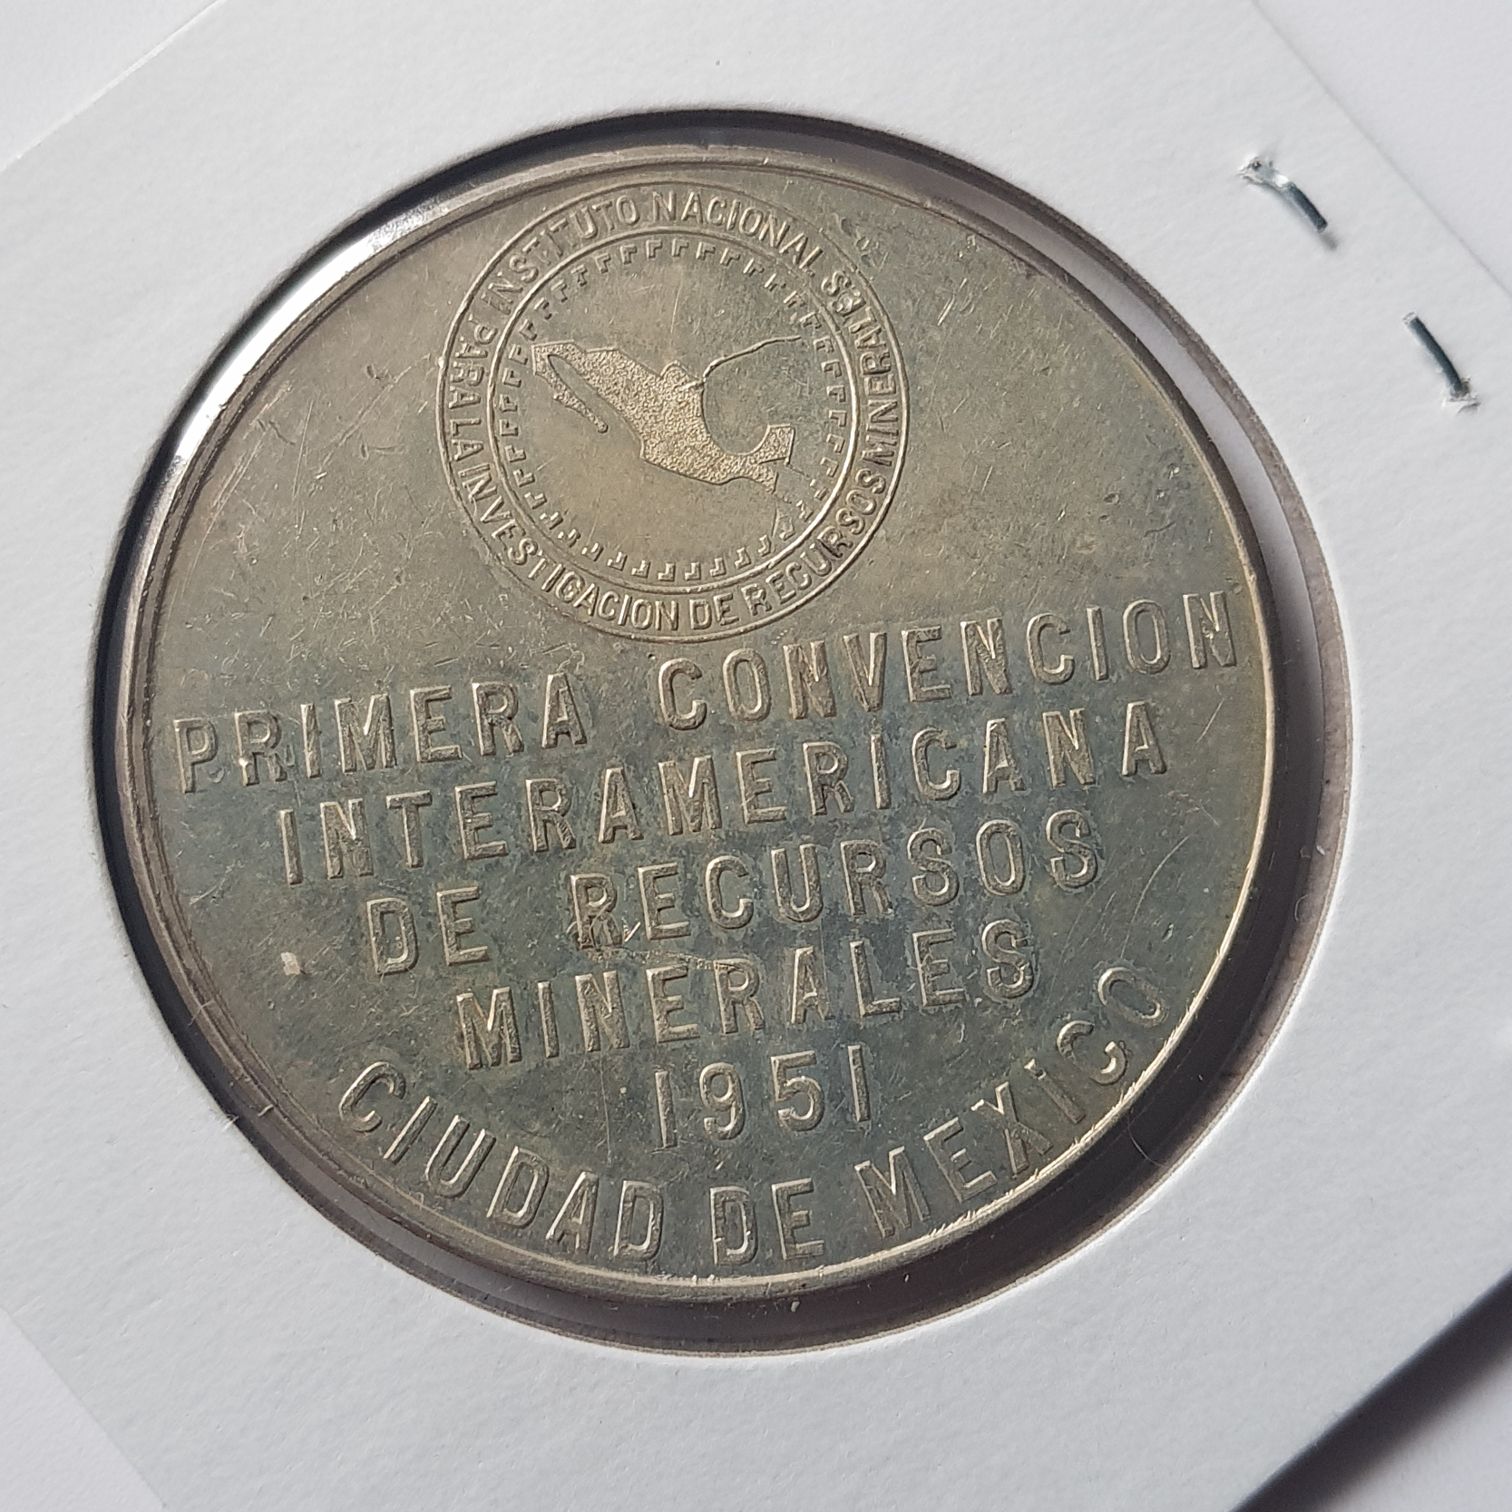 INSTITUTO NACIONAL PARA LA INVESTIGACION DE RECURSOS MINERALES
PRIMERA CONVENCION
INTERAMERICANA
DE RECURSOS
MINERALES
1951
CIUDAD DE MEXICO